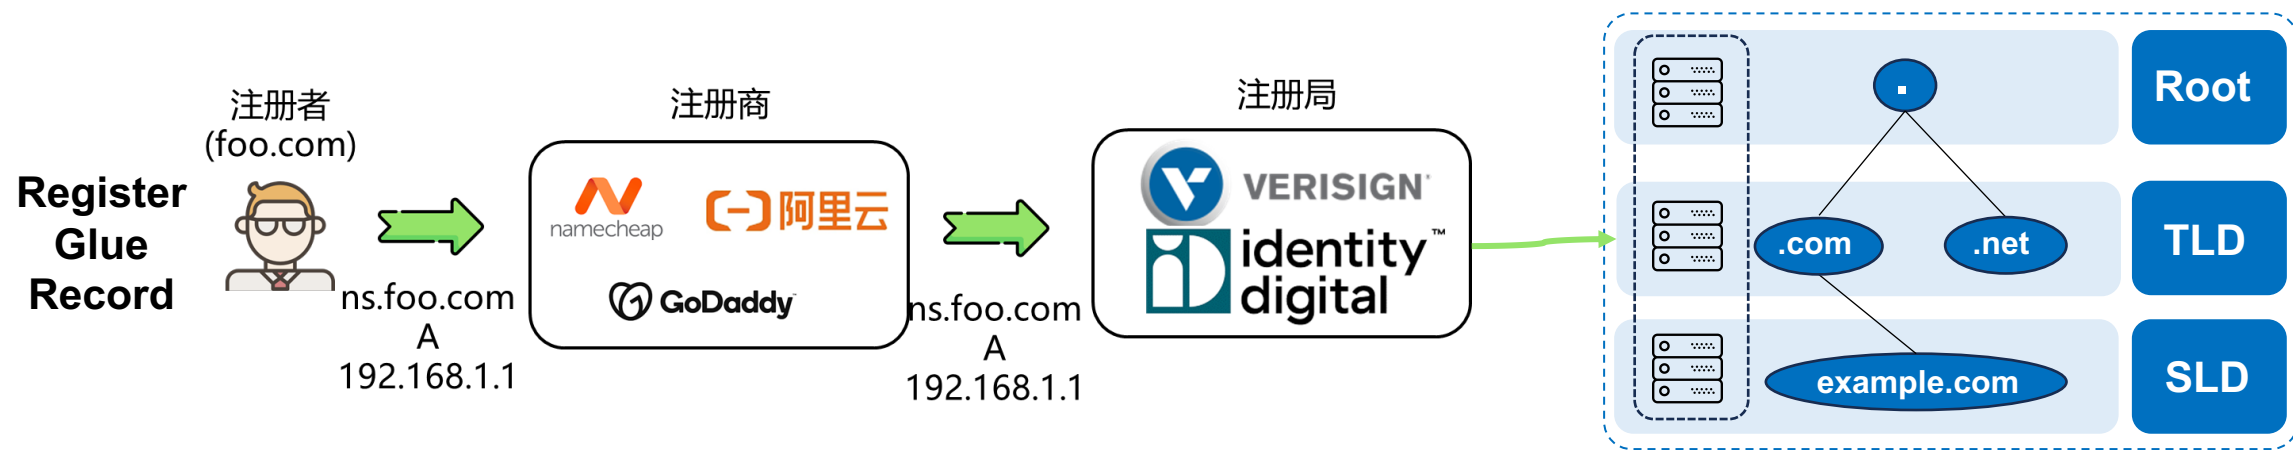 Register
Glue
Record
注册者
(foo.com)
ns.foo.com
A
192.168.1.1
注册商
namecheap
阿里云
GoDaddy
ns.foo.com
A
192.168.1.1
注册局
VERISIGN
identity™
digital
.
Root
.com
.net
TLD
example.com
SLD